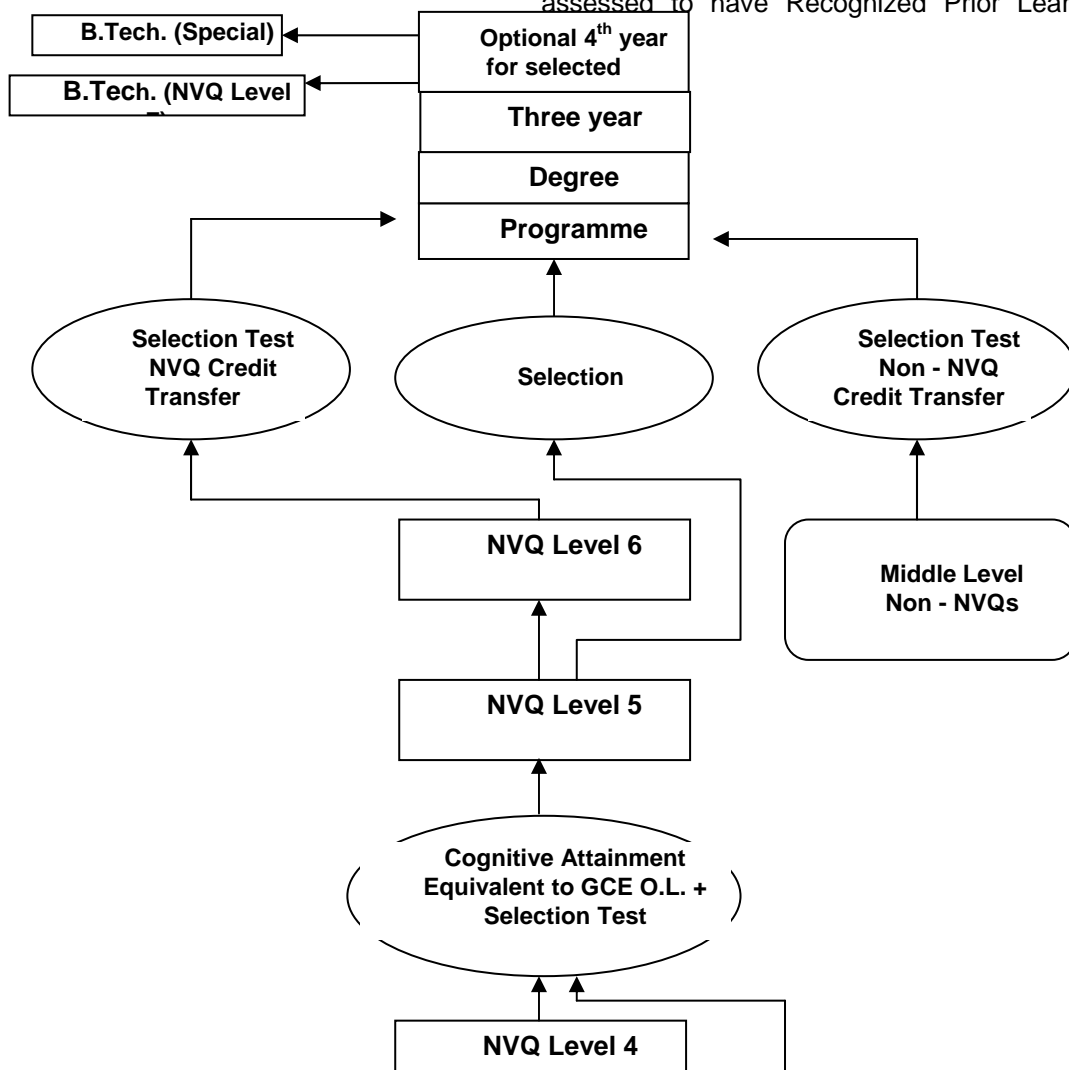 assessed to have Recognized Prior Lear
B.Tech. (Special)
B.Tech. (NVQ Level
Optional 4th year
for selected
Three year
Degree
Programme
Selection Test
NVQ Credit
Transfer
Selection
Selection Test
Non - NVQ
Credit Transfer
NVQ Level 6
Middle Level
Non - NVQs
NVQ Level 5
Cognitive Attainment
Equivalent to GCE O.L. +
Selection Test
NVQ Level 4